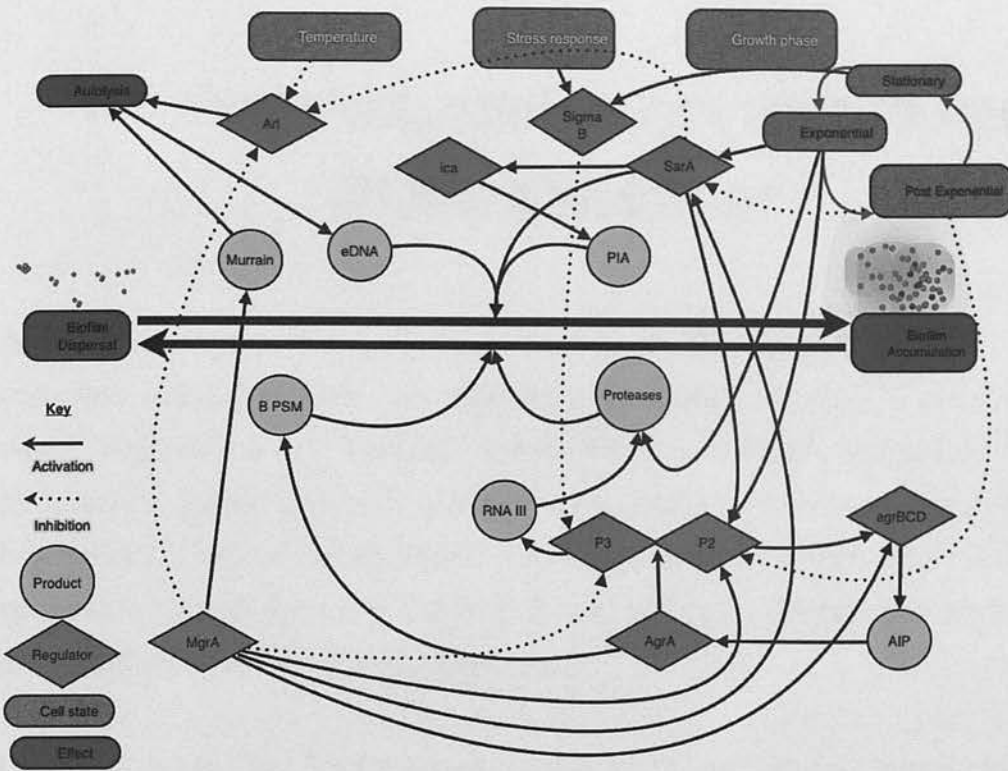 Temperature
Stress response
Growth phase
Autolysis
Stationary
Arl
Sigma
B
Exponential
ica
SarA
Post Exponential
Murrain
eDNA
PIA
Biofilm
Dispersal
Biofilm
Accumulation
B PSM
Proteases
Key
Activation
Inhibition
RNA III
P3
P2
agrBCD
Product
Regulator
MgrA
AgrA
AIP
Cell state
Effect